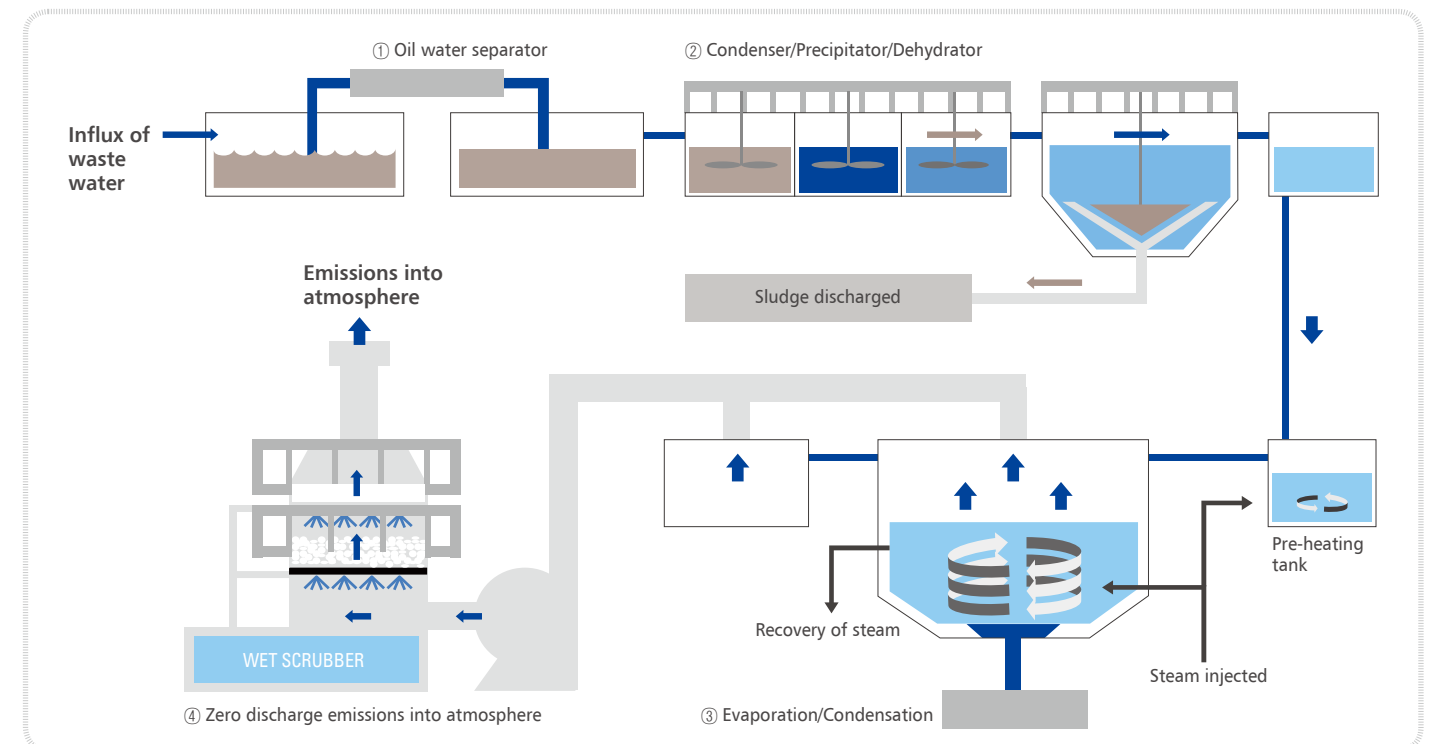 ① Oil water separator
② Condenser/Precipitator/Dehydrator
Influx of
waste
water
Sludge discharged
Emissions into
atmosphere
Pre-heating
tank
Recovery of steam
WET SCRUBBER
Steam injected
④ Zero discharge emissions into atmosphere
③ Evaporation/Condensation